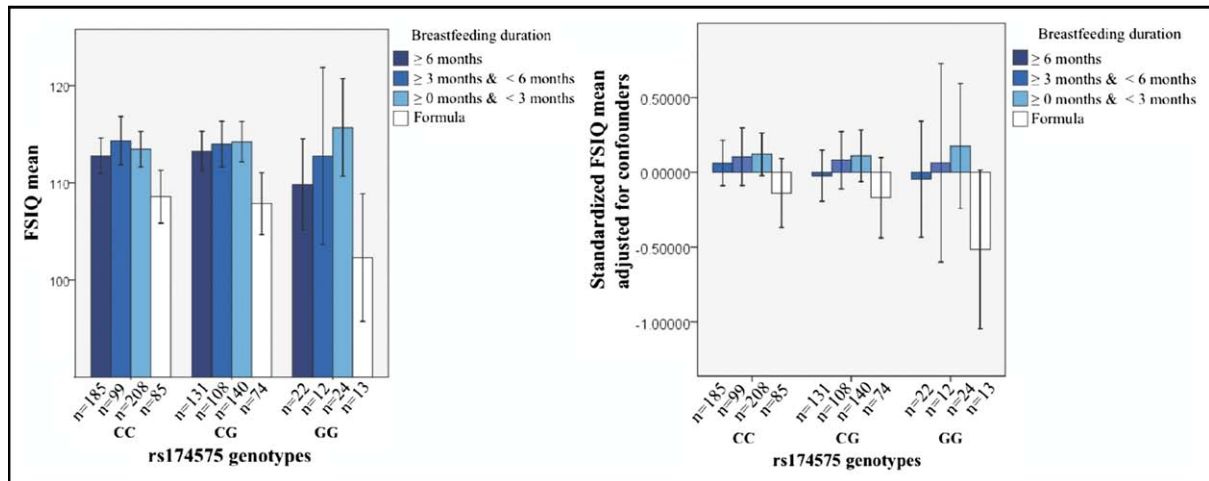 Breastfeeding duration
≥ 6 months
≥ 3 months & < 6 months
≥ 0 months & < 3 months
Formula
FSIQ mean
120
110
100
n=185
n=99
n=208
n=85
n=131
n=108
n=140
n=74
n=22
n=12
n=24
n=13
CC
CG
GG
rs174575 genotypes
Breastfeeding duration
≥ 6 months
≥ 3 months & < 6 months
≥ 0 months & < 3 months
Formula
Standardized FSIQ mean
adjusted for confounders
0.50000
0.00000
-0.50000
-1.00000
n=185
n=99
n=208
n=85
n=131
n=108
n=140
n=74
n=22
n=12
n=24
n=13
CC
CG
GG
rs174575 genotypes